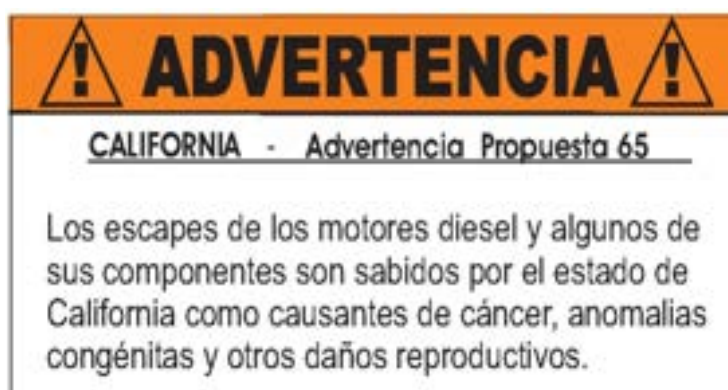 ADVERTENCIA
CALIFORNIA - Advertencia Propuesta 65
Los escapes de los motores diesel y algunos de
sus componentes son sabidos por el estado de
California como causantes de cáncer, anomalias
congénitas y otros daños reproductivos.